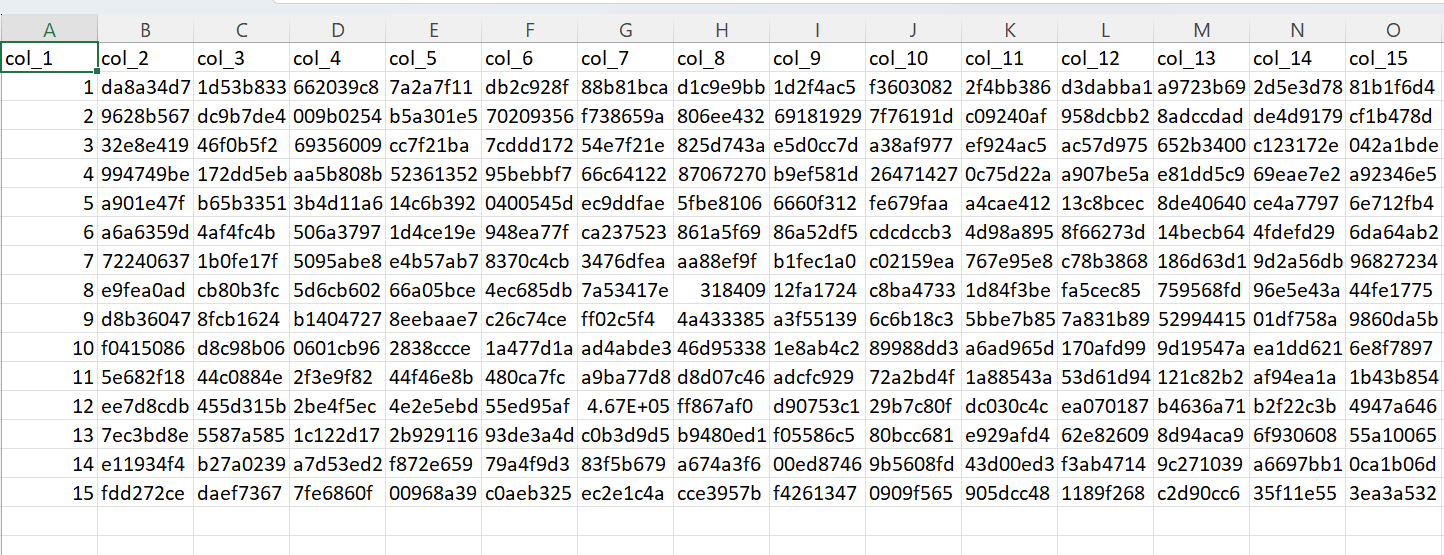 A B C D E F G H I J K L M N O
col_1 col_2 col_3 col_4 col_5 col_6 col_7 col_8 col_9 col_10 col_11 col_12 col_13 col_14 col_15
1 da8a34d7 1d53b833 662039c8 7a2a7f11 db2c928f 88b81bca d1c9e9bb 1d2f4ac5 f3603082 2f4bb386 d3dabba1 a9723b69 2d5e3d78 81b1f6d4
2 9628b567 dc9b7de4 009b0254 b5a301e5 70209356 f738659a 806ee432 69181929 7f76191d c09240af 958dcbb2 8adccdad de4d9179 cf1b478d
3 32e8e419 46f0b5f2 69356009 cc7f21ba 7cddd172 54e7f21e 825d743a e5d0cc7d a38af977 ef924ac5 ac57d975 652b3400 c123172e 042a1bde
4 994749be 172dd5eb aa5b808b 52361352 95bebbf7 66c64122 87067270 b9ef581d 26471427 0c75d22a a907be5a e81dd5c9 69eae7e2 a92346e5
5 a901e47f b65b3351 3b4d11a6 14c6b392 0400545d ec9ddfae 5fbe8106 6660f312 fe679faa a4cae412 13c8bcec 8de40640 ce4a7797 6e712fb4
6 a6a6359d 4af4fc4b 506a3797 1d4ce19e 948ea77f ca237523 861a5f69 86a52df5 cdcdccb3 4d98a895 8f66273d 14becb64 4fdefd29 6da64ab2
7 72240637 1b0fe17f 5095abe8 e4b57ab7 8370c4cb 3476dfea aa88ef9f b1fec1a0 c02159ea 767e95e8 c78b3868 186d63d1 9d2a56db 96827234
8 e9fea0ad cb80b3fc 5d6cb602 66a05bce 4ec685db 7a53417e 318409 12fa1724 c8ba4733 1d84f3be fa5cec85 759568fd 96e5e43a 44fe1775
9 d8b36047 8fcb1624 b1404727 8eebaae7 c26c74ce ff02c5f4 4a433385 a3f55139 6c6b18c3 5bbe7b85 7a831b89 52994415 01df758a 9860da5b
10 f0415086 d8c98b06 0601cb96 2838ccce 1a477d1a ad4abde3 46d95338 1e8ab4c2 89988dd3 a6ad965d 170afd99 9d19547a ea1dd621 6e8f7897
11 5e682f18 44c0884e 2f3e9f82 44f46e8b 480ca7fc a9ba77d8 d8d07c46 adcfc929 72a2bd4f 1a88543a 53d61d94 121c82b2 af94ea1a 1b43b854
12 ee7d8cdb 455d315b 2be4f5ec 4e2e5ebd 55ed95af 4.67E+05 ff867af0 d90753c1 29b7c80f dc030c4c ea070187 b4636a71 b2f22c3b 4947a646
13 7ec3bd8e 5587a585 1c122d17 2b929116 93de3a4d c0b3d9d5 b9480ed1 f05586c5 80bcc681 e929afd4 62e82609 8d94aca9 6f930608 55a10065
14 e11934f4 b27a0239 a7d53ed2 f872e659 79a4f9d3 83f5b679 a674a3f6 00ed8746 9b5608fd 43d00ed3 f3ab4714 9c271039 a6697bb1 0ca1b06d
15 fdd272ce daef7367 7fe6860f 00968a39 c0aeb325 ec2e1c4a cce3957b f4261347 0909f565 905dcc48 1189f268 c2d90cc6 35f11e55 3ea3a532